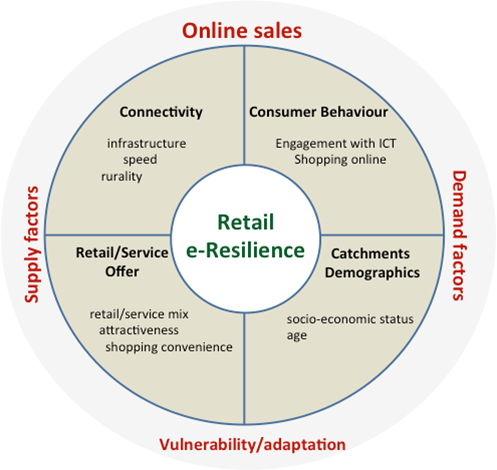 Online sales
Connectivity
infrastructure
speed
rurality
Consumer Behaviour
Engagement with ICT
Shopping online
Supply factors
Retail
e-Resilience
Demand factors
Retail/Service
Offer
retail/service mix
attractiveness
shopping convenience
Catchments
Demographics
socio-economic status
age
Vulnerability/adaptation